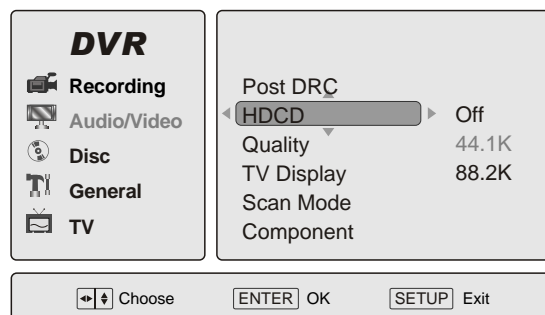 DVR
Recording
Audio/Video
Disc
General
TV
Post DRC
HDCD
Quality
TV Display
Scan Mode
Component
Off
44.1K
88.2K
Choose
ENTER OK
SETUP Exit